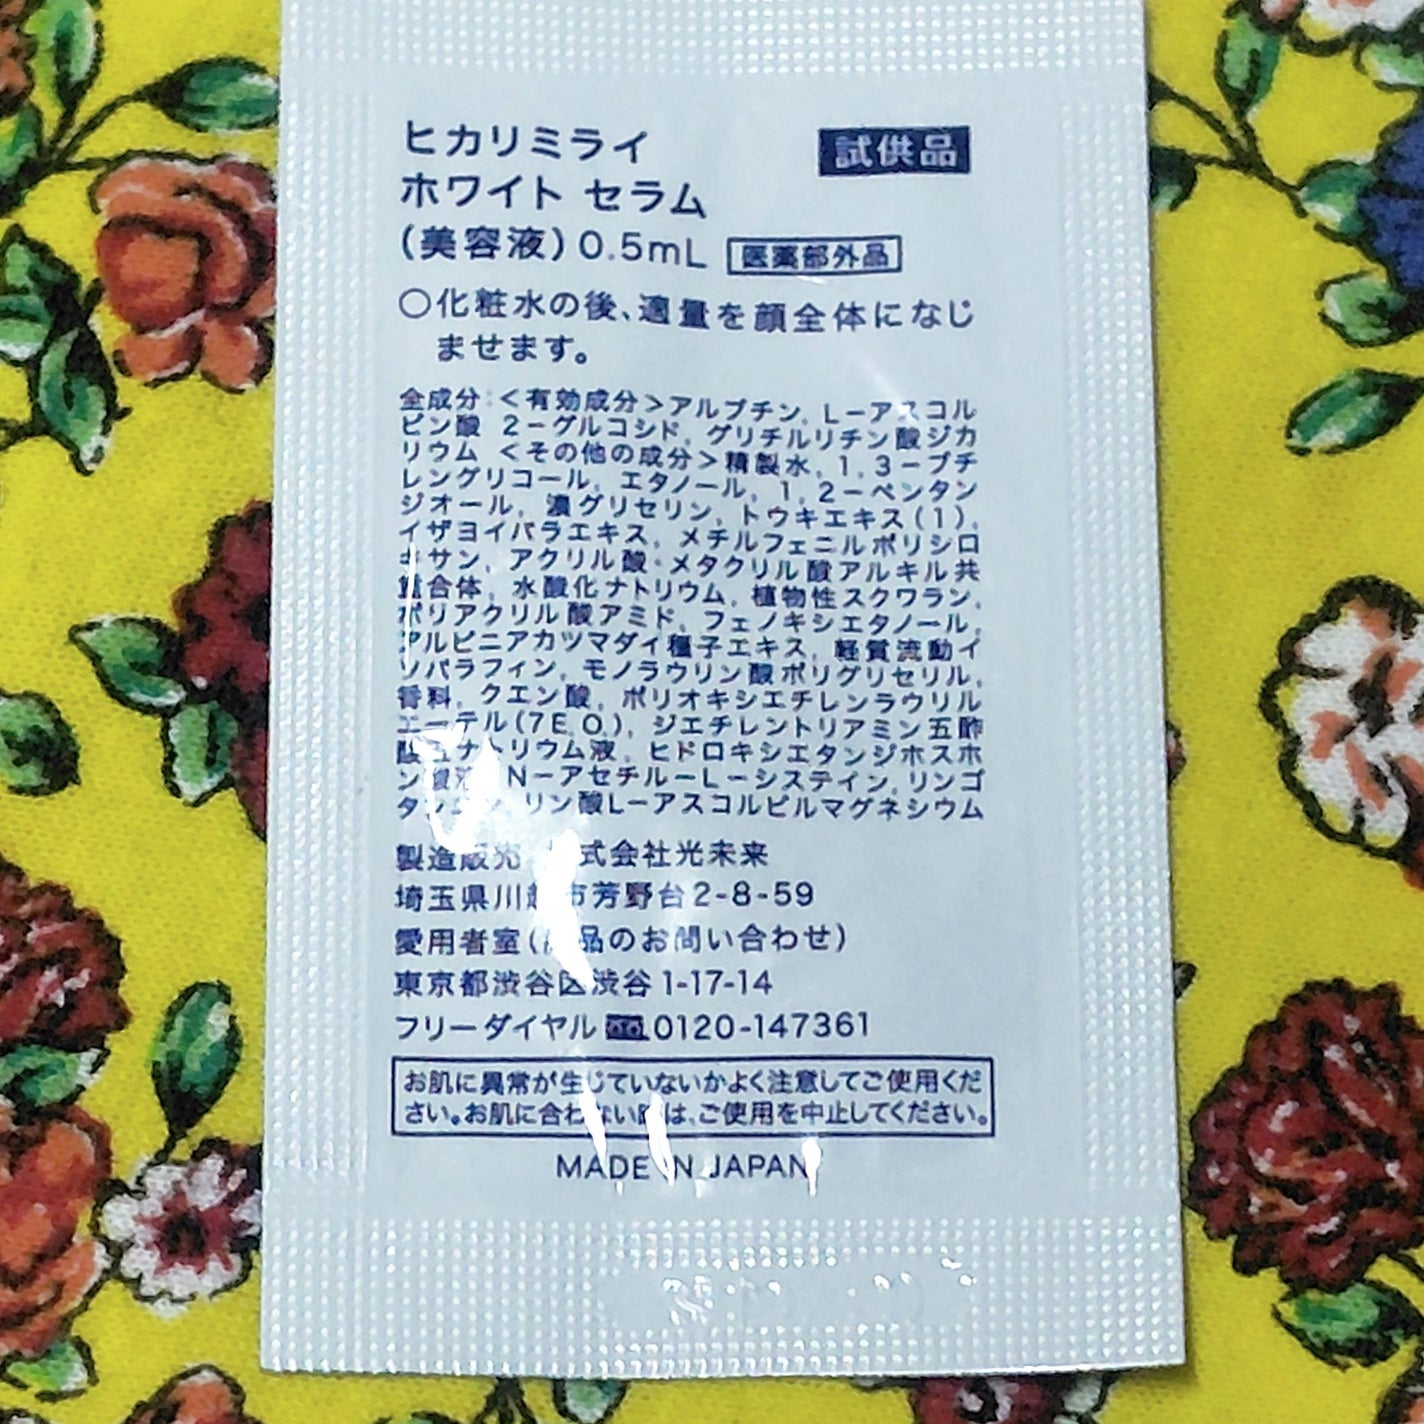 ヒカリミライ
試供品
ホワイト セラム
(美容液)0.5mL 医薬部外品
○化粧水の後、適量を顔全体になじ
ませます。
全成分:<有効成分>アルブチン, L-アスコル
ビン酸 2-グルコシド, グリチルリチン酸ジカ
リウム <その他の成分>精製水, 1,3-ブチ
レングリコール, エタノール, 1,2-ペンタン
ジオール, 濃グリセリン, トウキエキス(1),
イザヨイバラエキス, メチルフェニルポリシロ
キサン, アクリル酸・メタクリル酸アルキル共
重合体, 水酸化ナトリウム, 植物性スクワラン,
ポリアクリル酸アミド, フェノキシエタノール,
アルピニアカツマダイ種子エキス, 軽質流動イ
ソパラフィン, モノラウリン酸ポリグリセリル,
香料, クエン酸, ポリオキシエチレンラウリル
エーテル(7E.O.), ジエチレントリアミン五酢
酸五ナトリウム液, ヒドロキシエタンジホスホ
ン酸液, N-アセチル-L-システイン, リンゴ
リン酸L-アスコルビルマグネシウム
製造販売 株式会社光未来
埼玉県川越市芳野台2-8-59
愛用者室(商品のお問い合わせ)
東京都渋谷区渋谷1-17-14
フリーダイヤル 0120-147361
お肌に異常が生じていないかよく注意してご使用くだ
さい。お肌に合わない時は、ご使用を中止してください。
MADE IN JAPAN